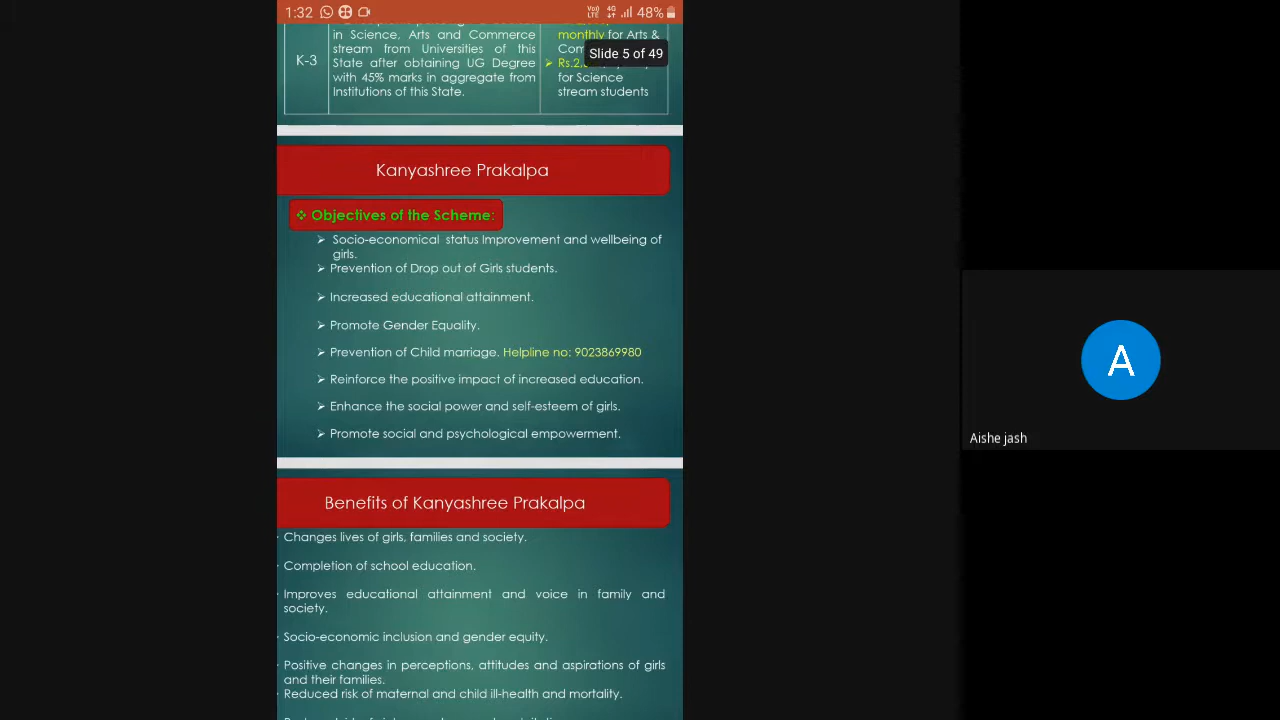 1:32 Vo) LTE 4G 48%
in Science, Arts and Commerce
stream from Universities of this
K-3 State after obtaining UG Degree
with 45% marks in aggregate from
Institutions of this State.
monthly for Arts &
Com
Slide 5 of 49
Rs.2.
for Science
stream students
Kanyashree Prakalpa
Objectives of the Scheme:
Socio-economical status Improvement and wellbeing of
girls.
Prevention of Drop out of Girls students.
Increased educational attainment.
Promote Gender Equality.
Prevention of Child marriage. Helpline no: 9023869980
Reinforce the positive impact of increased education.
Enhance the social power and self-esteem of girls.
Promote social and psychological empowerment.
Benefits of Kanyashree Prakalpa
Changes lives of girls, families and society.
Completion of school education.
Improves educational attainment and voice in family and
society.
Socio-economic inclusion and gender equity.
Positive changes in perceptions, attitudes and aspirations of girls
and their families.
Reduced risk of maternal and child ill-health and mortality.
A
Aishe jash